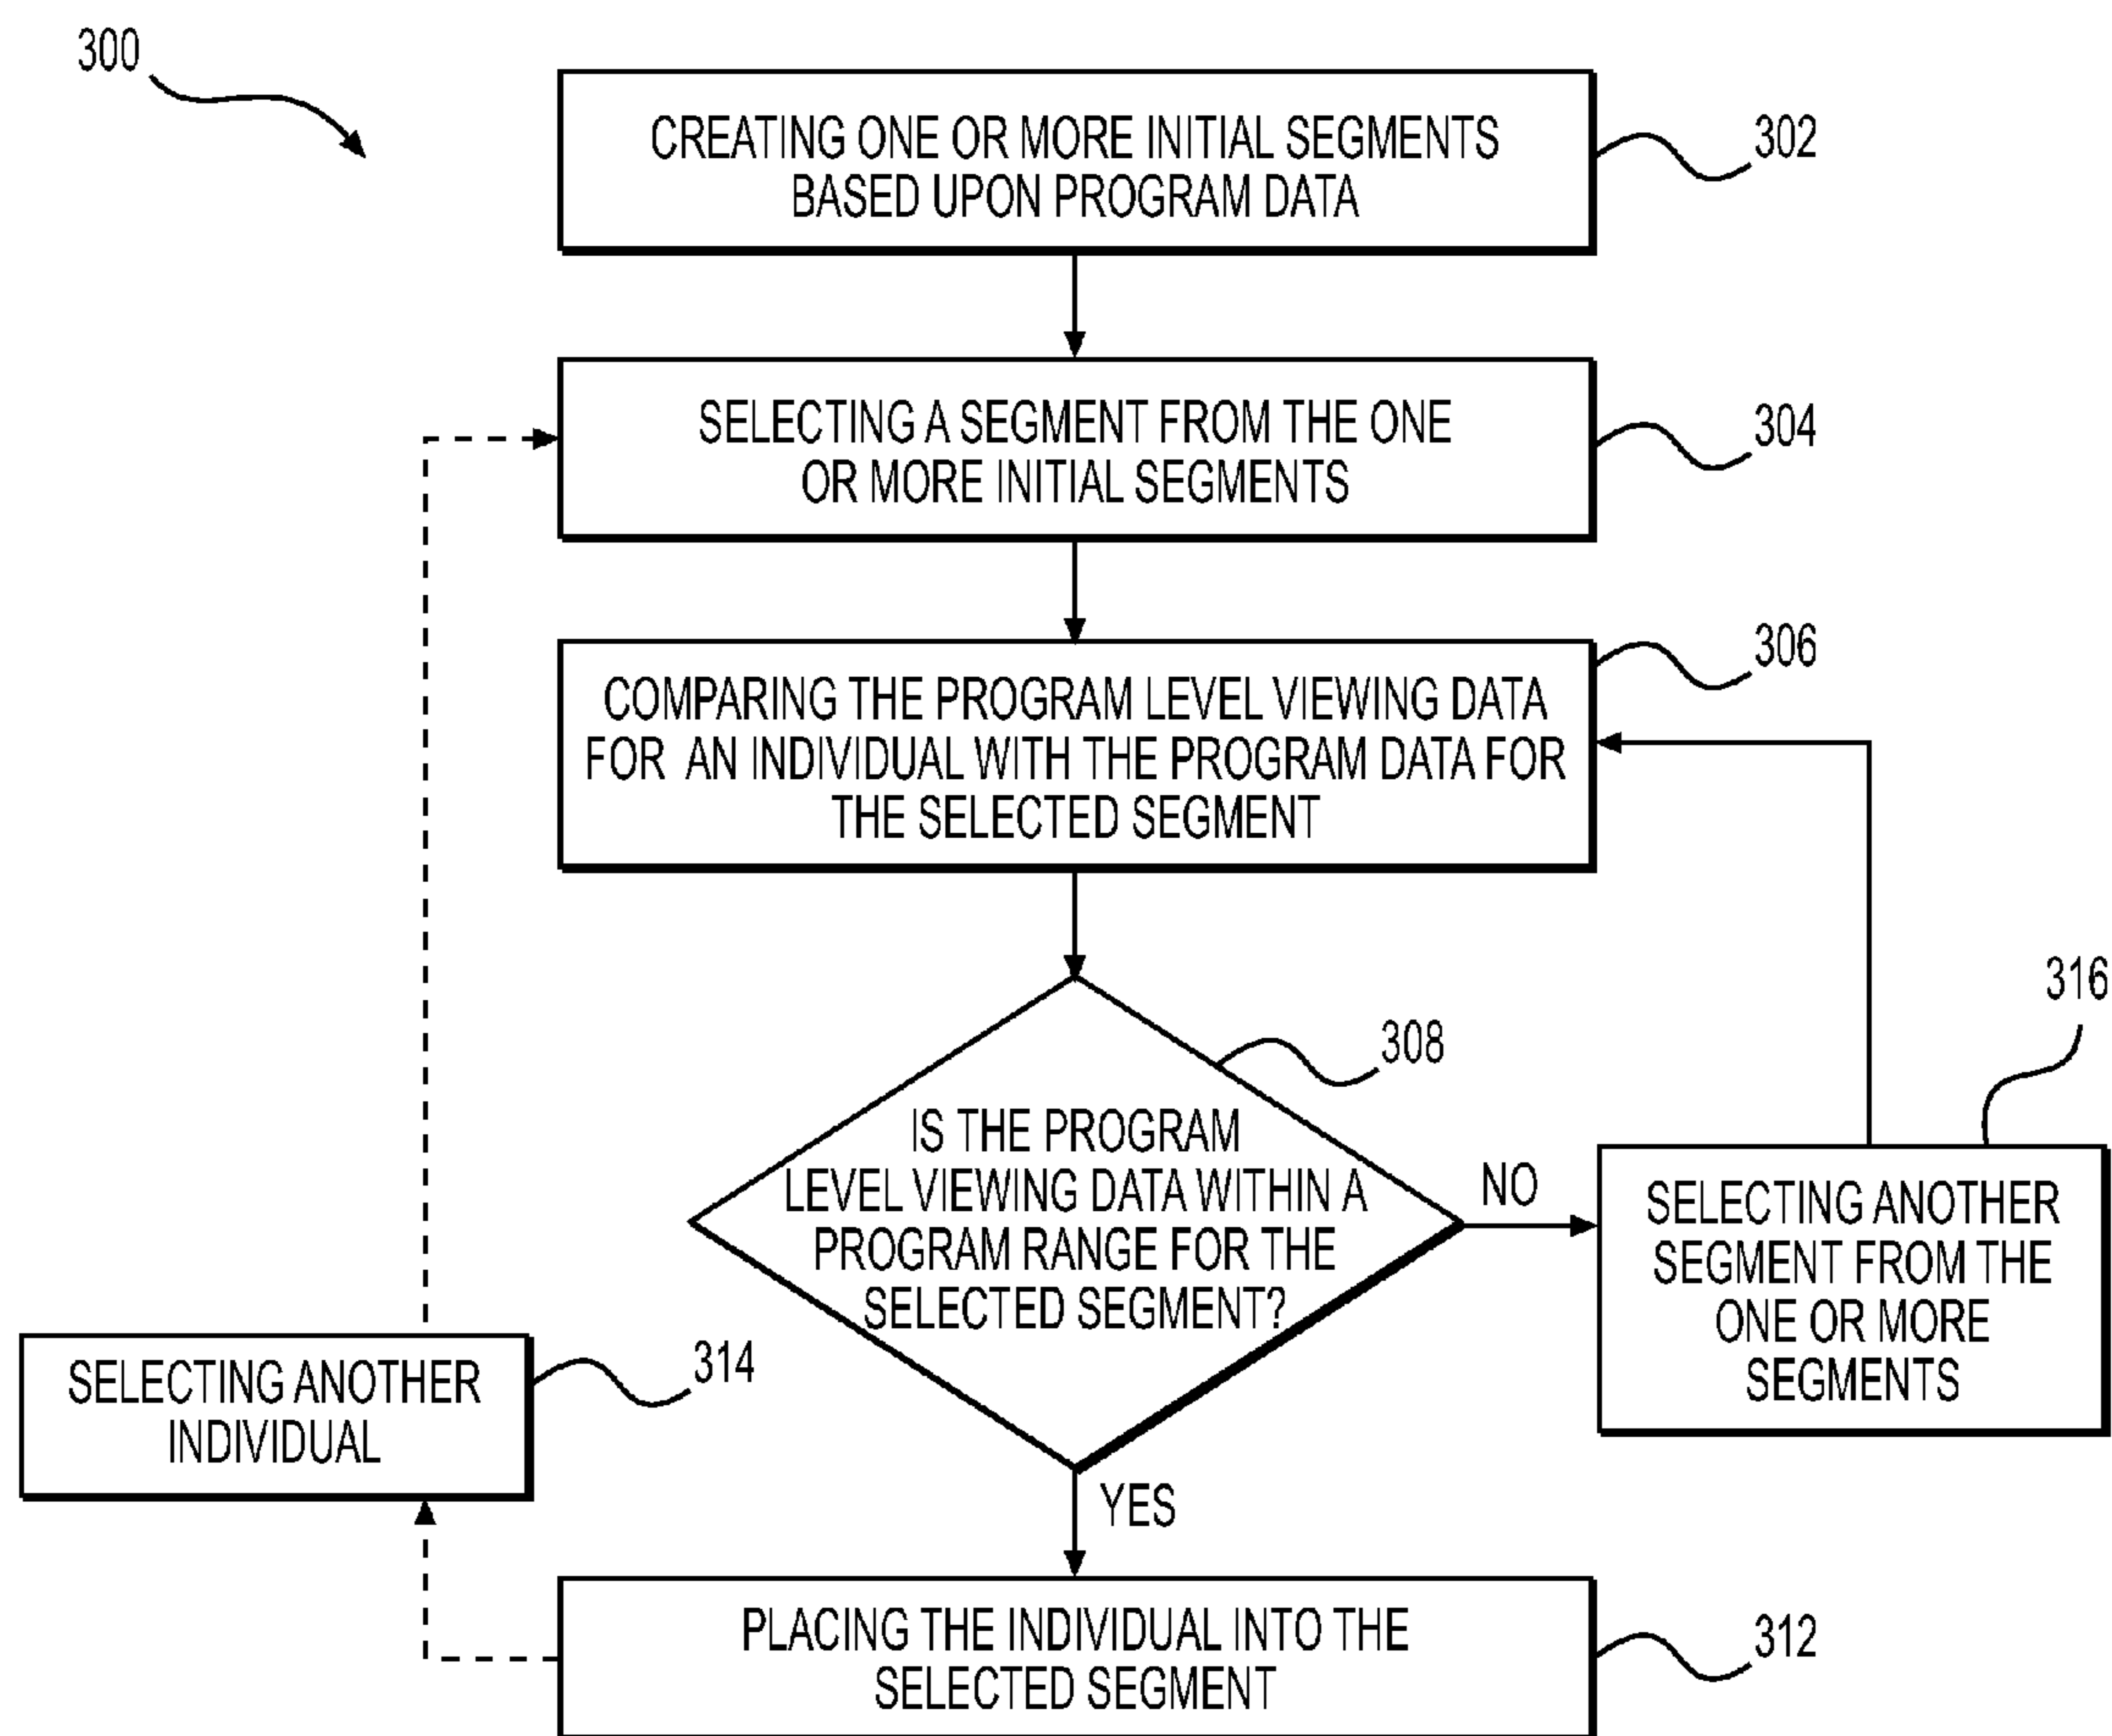 300
CREATING ONE OR MORE INITIAL SEGMENTS
BASED UPON PROGRAM DATA
302
SELECTING A SEGMENT FROM THE ONE
OR MORE INITIAL SEGMENTS
304
COMPARING THE PROGRAM LEVEL VIEWING DATA
FOR AN INDIVIDUAL WITH THE PROGRAM DATA FOR
THE SELECTED SEGMENT
306
IS THE PROGRAM
LEVEL VIEWING DATA WITHIN A
PROGRAM RANGE FOR THE
SELECTED SEGMENT?
308
NO
316
SELECTING ANOTHER
SEGMENT FROM THE
ONE OR MORE
SEGMENTS
SELECTING ANOTHER
INDIVIDUAL
314
YES
PLACING THE INDIVIDUAL INTO THE
SELECTED SEGMENT
312